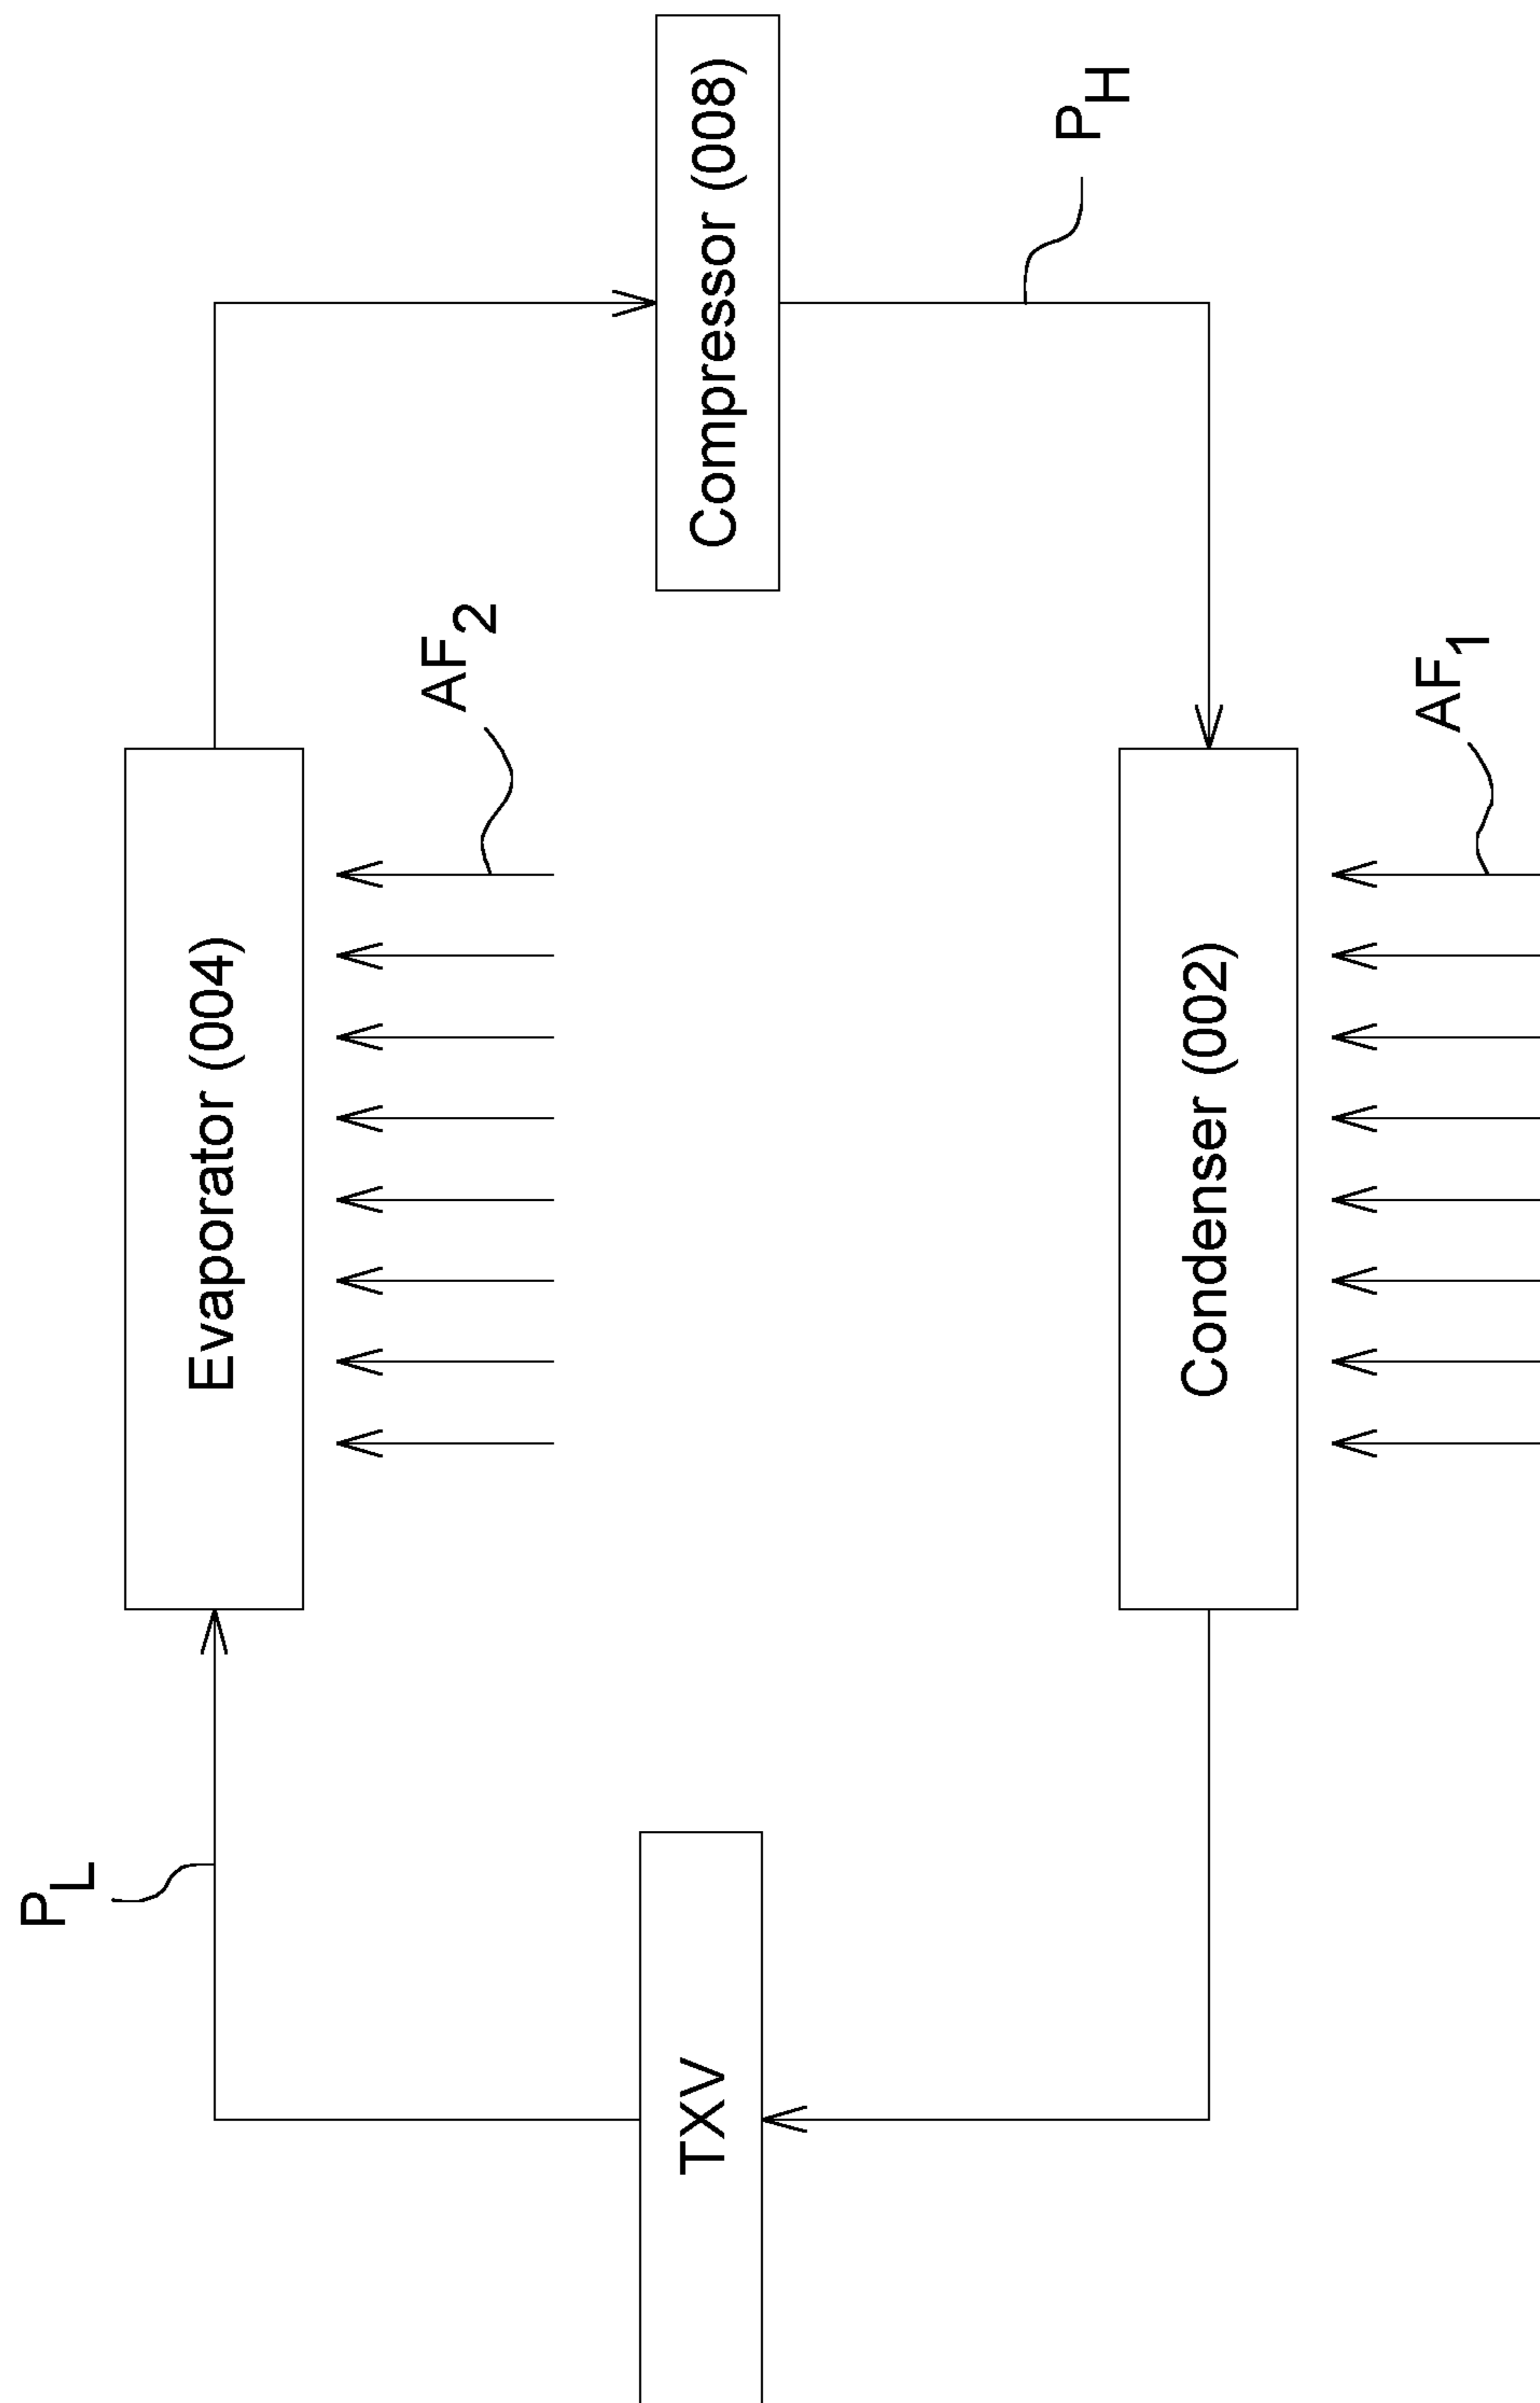 P_L
Evaporator (004)
AF_2
TXV
Compressor (008)
P_H
Condenser (002)
AF_1